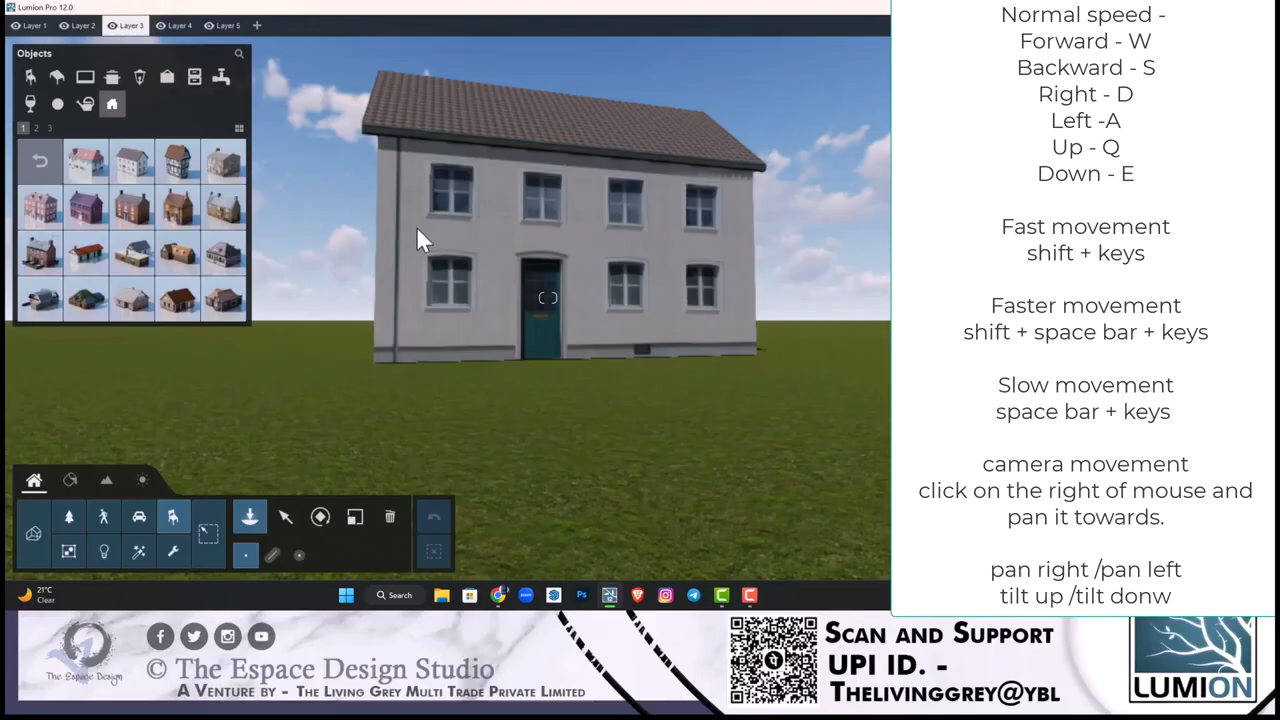 Lumion Pro 12.0
Layer 1 Layer 2 Layer 3 Layer 4 Layer 5 +
Objects
1 2 3
21°C
Clear
Search
Ps
Normal speed -
Forward - W
Backward - S
Right - D
Left -A
Up - Q
Down - E
Fast movement
shift + keys
Faster movement
shift + space bar + keys
Slow movement
space bar + keys
camera movement
click on the right of mouse and
pan it towards.
pan right /pan left
tilt up /tilt donw
The Espace Design
© The Espace Design Studio
A Venture by - The Living Grey Multi Trade Private Limited
Scan and Support
UPI ID. -
Thelivinggrey@ybl
LUMION